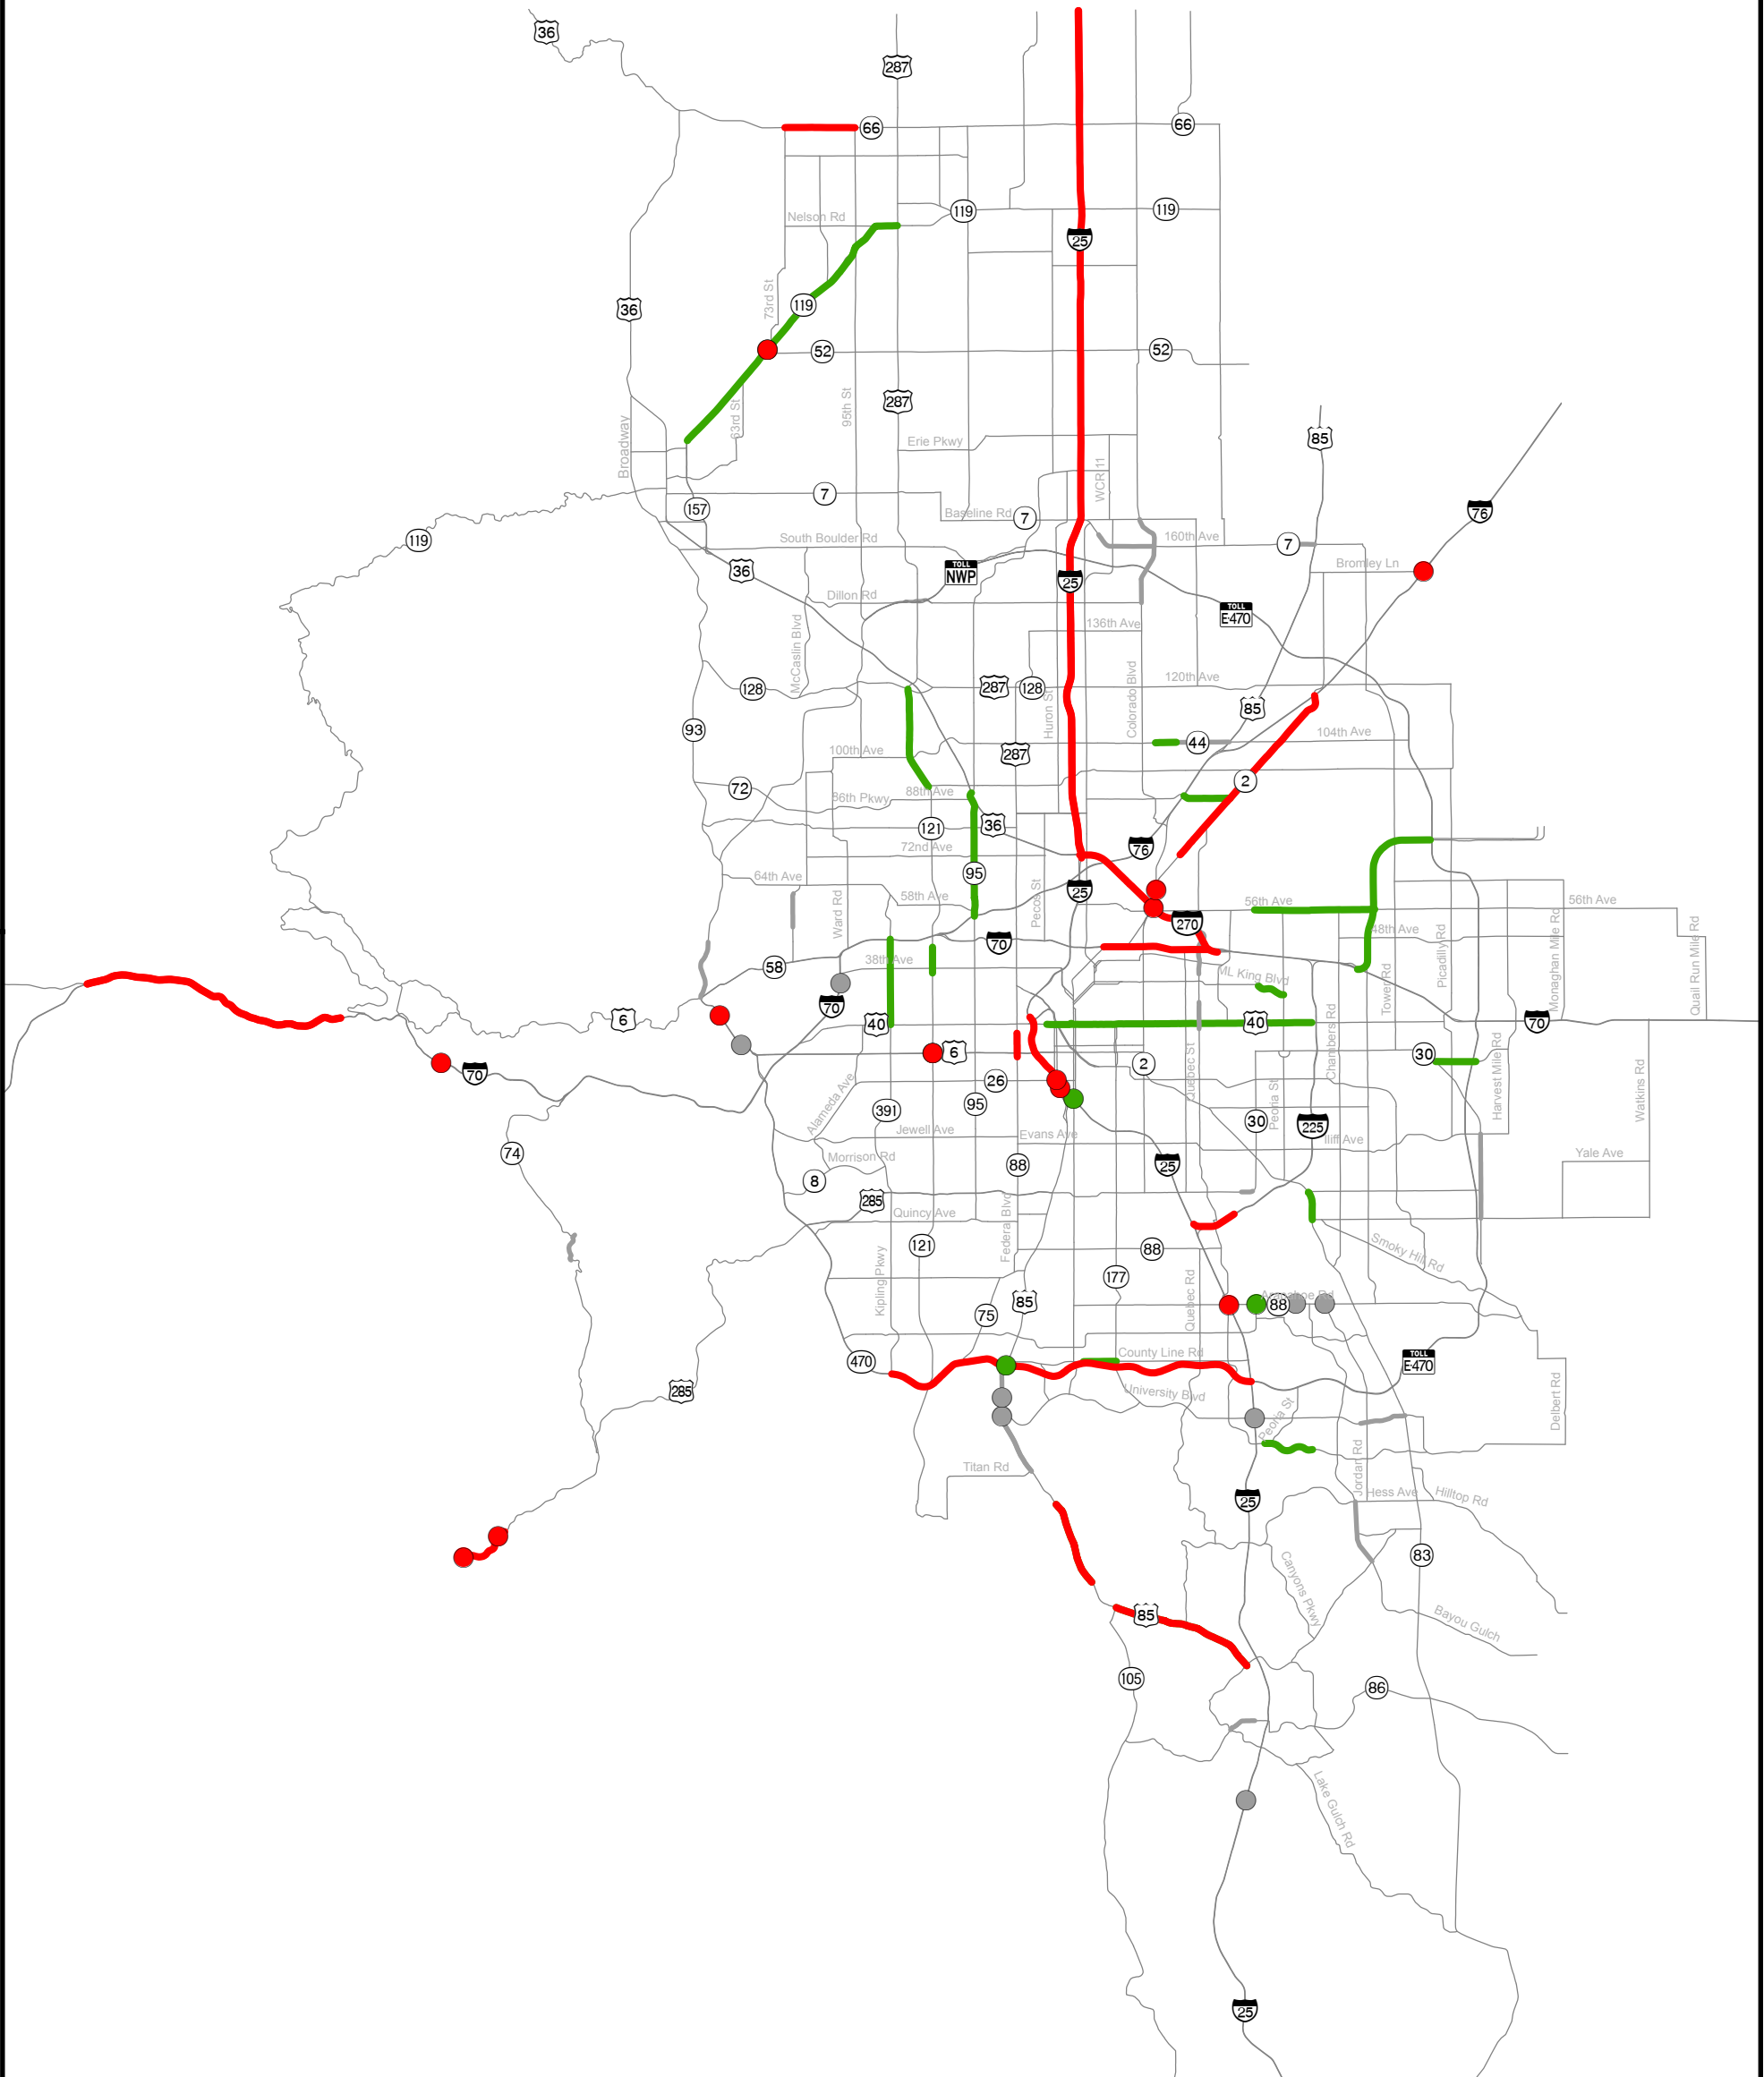 36
287
66
66
Nelson Rd
119
119
25
73rd St
119
36
52
52
287
95th St
63rd St
Broadway
85
Erie Pkwy
WCR 11
7
157
Baseline Rd
7
76
119
South Boulder Rd
160th Ave
7
36
TOLL
NWP
25
Bromley Ln
Dillon Rd
TOLL
E-470
136th Ave
McCaslin Blvd
128
287
128
120th Ave
Huron St
Colorado Blvd
85
93
100th Ave
287
44
104th Ave
72
88th Ave
86th Pkwy
2
121
36
72nd Ave
76
64th Ave
95
58th Ave
Pecos St
25
56th Ave
56th Ave
Ward Rd
270
48th Ave
Picadilly Rd
Monaghan Mile Rd
Quail Run Mile Rd
70
58
38th Ave
ML King Blvd
Tower Rd
70
6
40
40
70
6
2
30
Quebec St
Chambers Rd
70
26
Alameda Ave
391
95
Peoria St
Harvest Mile Rd
Watkins Rd
30
225
Jewell Ave
Evans Ave
Iliff Ave
74
Morrison Rd
88
25
Yale Ave
8
285
Quincy Ave
Federal Blvd
121
88
Smoky Hill Rd
Kipling Pkwy
177
Quebec Rd
Arapahoe Rd
88
75
85
470
County Line Rd
TOLL
E-470
285
University Blvd
Peoria St
Delbert Rd
Titan Rd
Jordan Rd
25
Hess Ave
Hilltop Rd
83
Canyons Pkwy
85
Bayou Gulch
105
86
Lake Gulch Rd
25